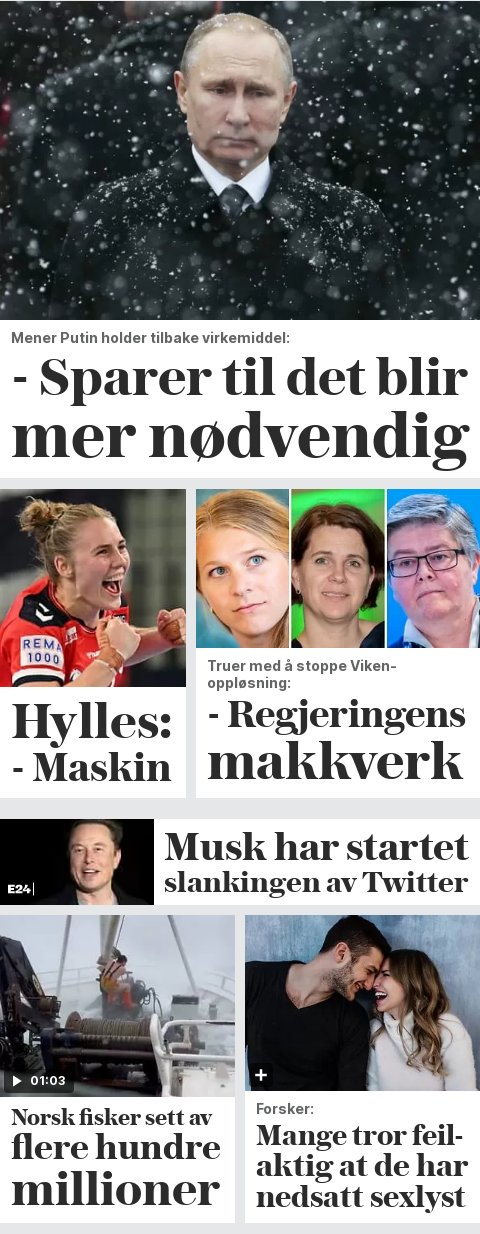 Mener Putin holder tilbake virkemiddel:
- Sparer til det blir
mer nødvendig
REMA
1000
Hylles:
- Maskin
Truer med å stoppe Viken-
oppløsning:
- Regjeringens
makkverk
E24
Musk har startet
slankingen av Twitter
01:03
Norsk fisker sett av
flere hundre
millioner
Forsker:
Mange tror feil-
aktig at de har
nedsatt sexlyst